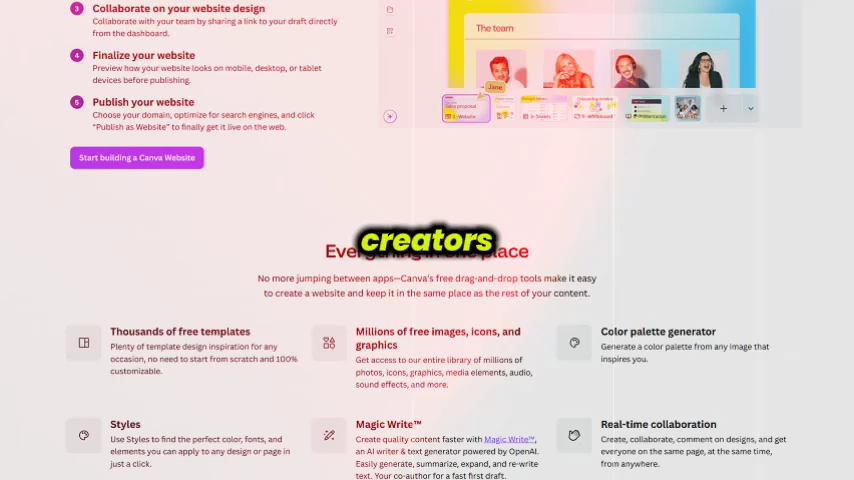 3 Collaborate on your website design
Collaborate with your team by sharing a link to your draft directly
from the dashboard.
4 Finalize your website
Preview how your website looks on mobile, desktop, or tablet
devices before publishing.
5 Publish your website
Choose your domain, optimize for search engines, and click
“Publish as Website” to finally get it live on the web.
Start building a Canva Website
The team
Jane
creators
No more jumping between apps—Canva's free drag-and-drop tools make it easy
to create a website and keep it in the same place as the rest of your content.
Thousands of free templates
Plenty of template design inspiration for any
occasion, no need to start from scratch and 100%
customizable.
Millions of free images, icons, and
graphics
Get access to our entire library of millions of
photos, icons, graphics, media elements, audio,
sound effects, and more.
Color palette generator
Generate a color palette from any image that
inspires you.
Styles
Use Styles to find the perfect color, fonts, and
elements you can apply to any design or page in
just a click.
Magic Write™
Create quality content faster with Magic Write™,
an AI writer & text generator powered by OpenAI.
Easily generate, summarize, expand, and re-write
text. Your co-author for a fast first draft.
Real-time collaboration
Create, collaborate, comment on designs, and get
everyone on the same page, at the same time,
from anywhere.